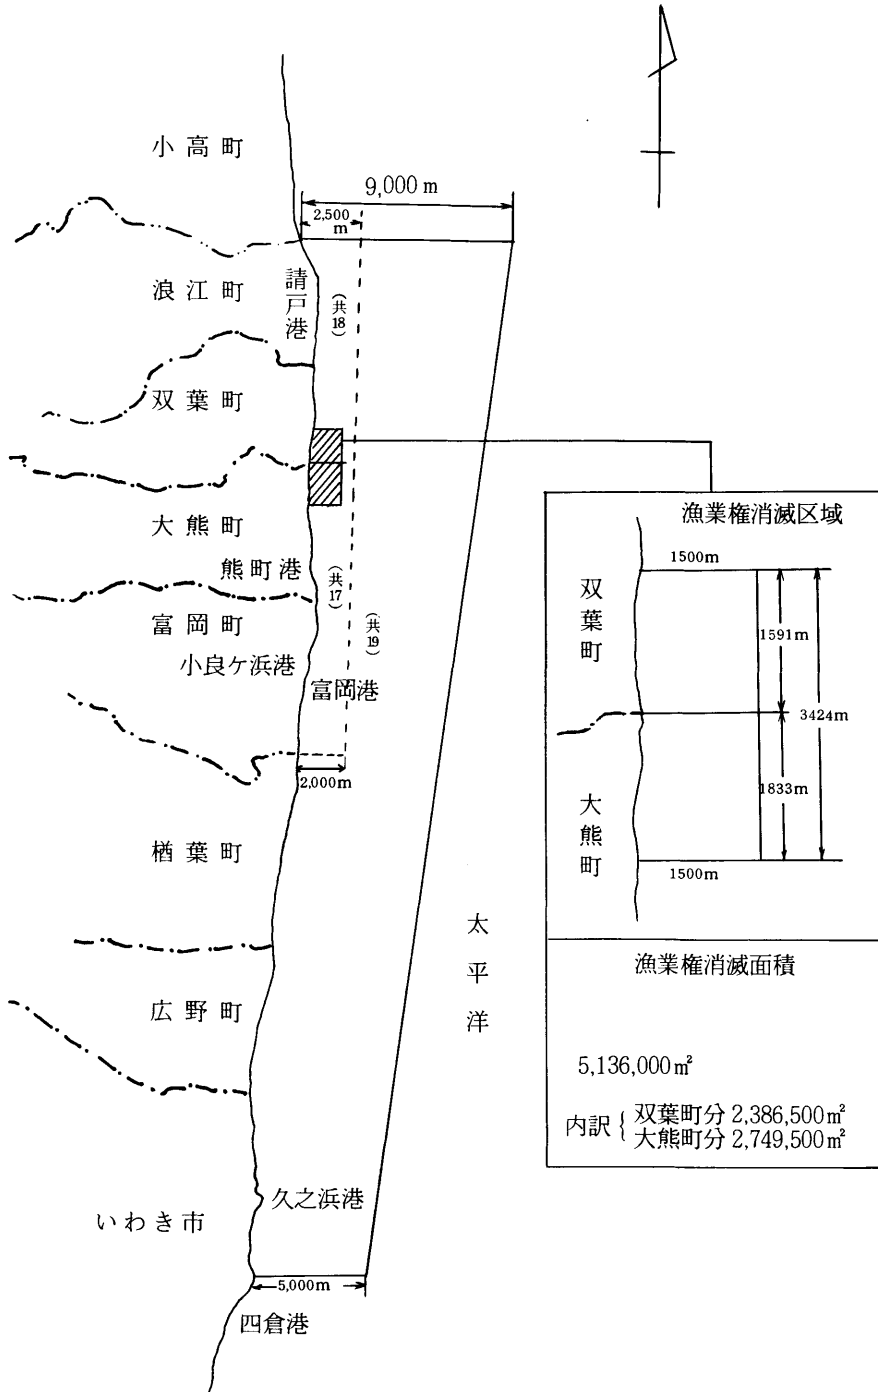 小高町
9,000m
2,500
m
浪江町
請戸港
(共18)
双葉町
大熊町
熊町港
(共17)
富岡町
(共19)
小良ケ浜港
富岡港
2,000m
楢葉町
太平洋
広野町
久之浜港
いわき市
5,000m
四倉港
漁業権消滅区域
1500m
双葉町
1591m
3424m
1833m
大熊町
1500m
漁業権消滅面積
5,136,000㎡
内訳{双葉町分 2,386,500㎡
大熊町分 2,749,500㎡